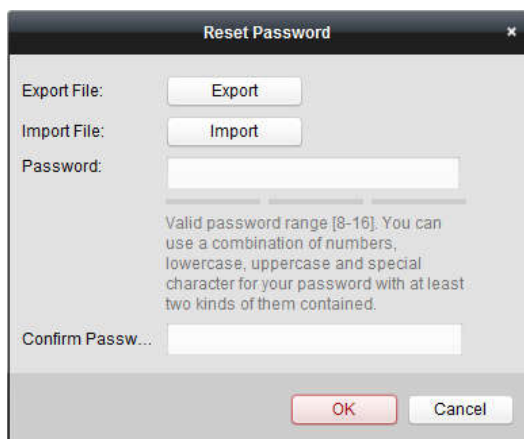 Reset Password ×
Export File: Export
Import File: Import
Password:
Valid password range [8-16]. You can
use a combination of numbers,
lowercase, uppercase and special
character for your password with at least
two kinds of them contained.
Confirm Passw...
OK Cancel